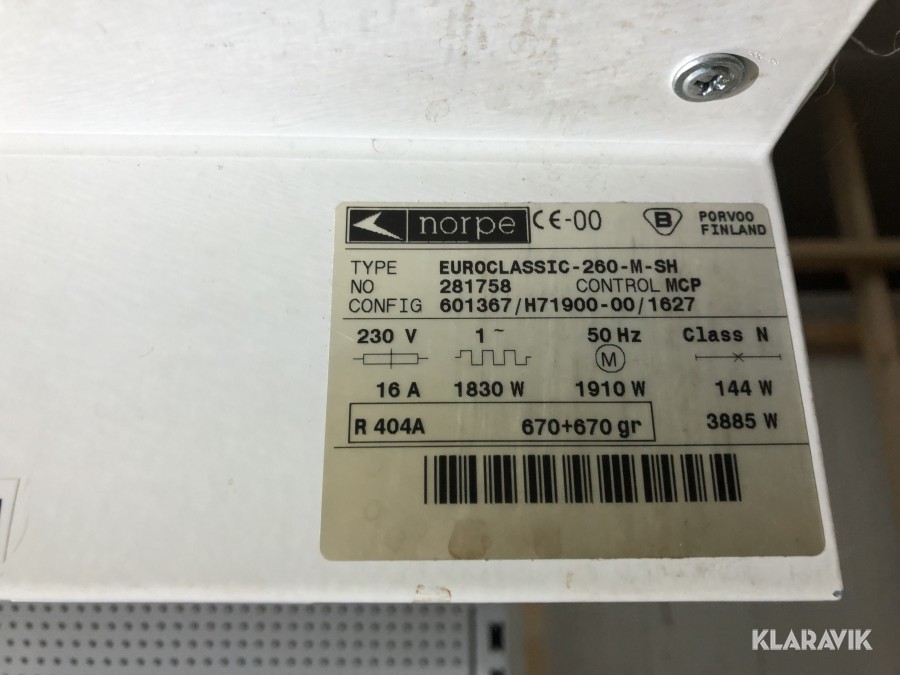 norpe CE-00 B PORVOO
FINLAND
TYPE EUROCLASSIC-260-M-SH
NO 281758 CONTROL MCP
CONFIG 601367/H71900-00/1627
230 V 1~ 50 Hz Class N
M
16 A 1830 W 1910 W 144 W
R 404A 670+670 gr 3885 W
KLARAVIK